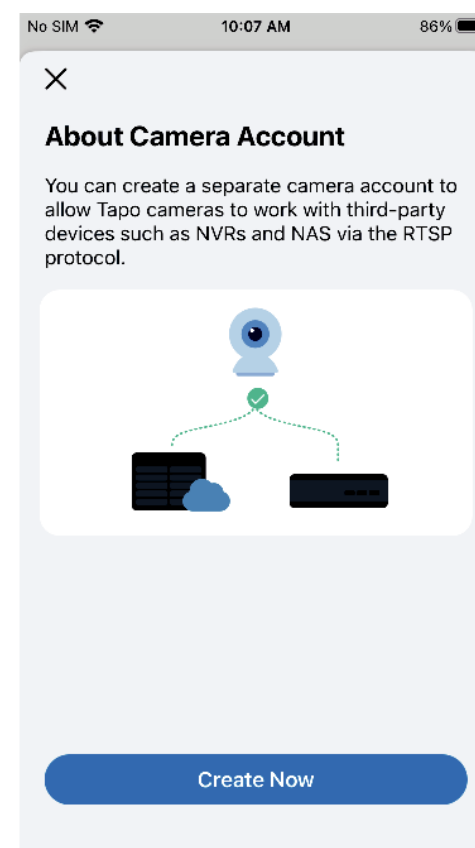 No SIM 10:07 AM 86%
About Camera Account
You can create a separate camera account to
allow Tapo cameras to work with third-party
devices such as NVRs and NAS via the RTSP
protocol.
Create Now